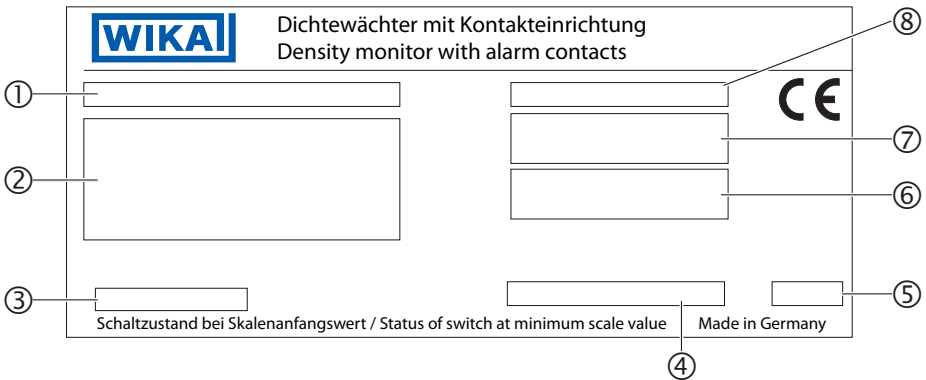 WIKAI
Dichtewächter mit Kontakteinrichtung
Density monitor with alarm contacts
⑧
①
CE
⑦
②
⑥
③
⑤
Schaltzustand bei Skalenanfangswert / Status of switch at minimum scale value
Made in Germany
④